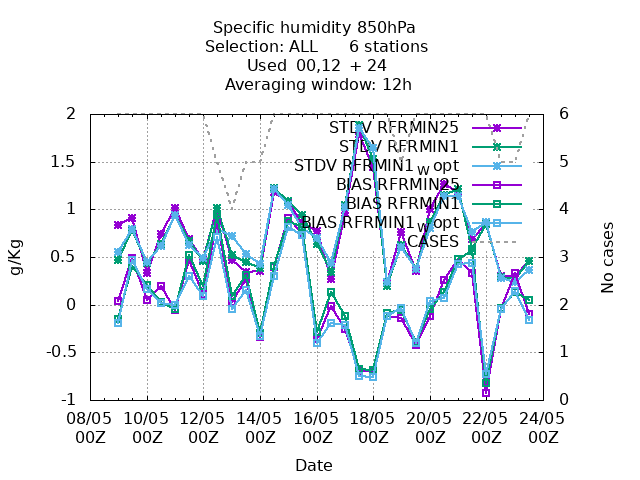 Specific humidity 850hPa
Selection: ALL 6 stations
Used 00,12 + 24
Averaging window: 12h
2 6
STDV RFRMIN25
STDV RFRMIN1
1.5 5
STDV RFRMIN1w opt
BIAS RFRMIN25
BIAS RFRMIN1
1 4
BIAS RFRMIN1w opt
CASES
0.5 3
0 2
-0.5 1
-1 0
g/Kg
No cases
08/05 10/05 12/05 14/05 16/05 18/05 20/05 22/05 24/05
00Z 00Z 00Z 00Z 00Z 00Z 00Z 00Z 00Z
Date